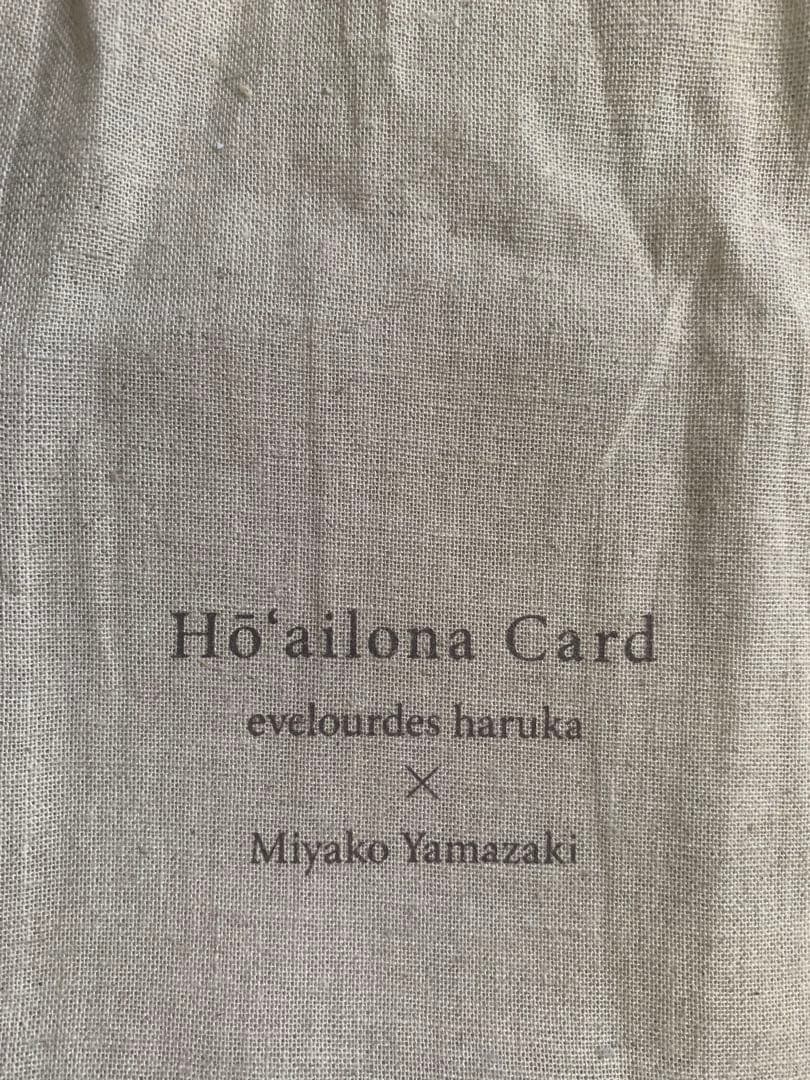 Hōʻailona Card
evelourdes haruka
×
Miyako Yamazaki